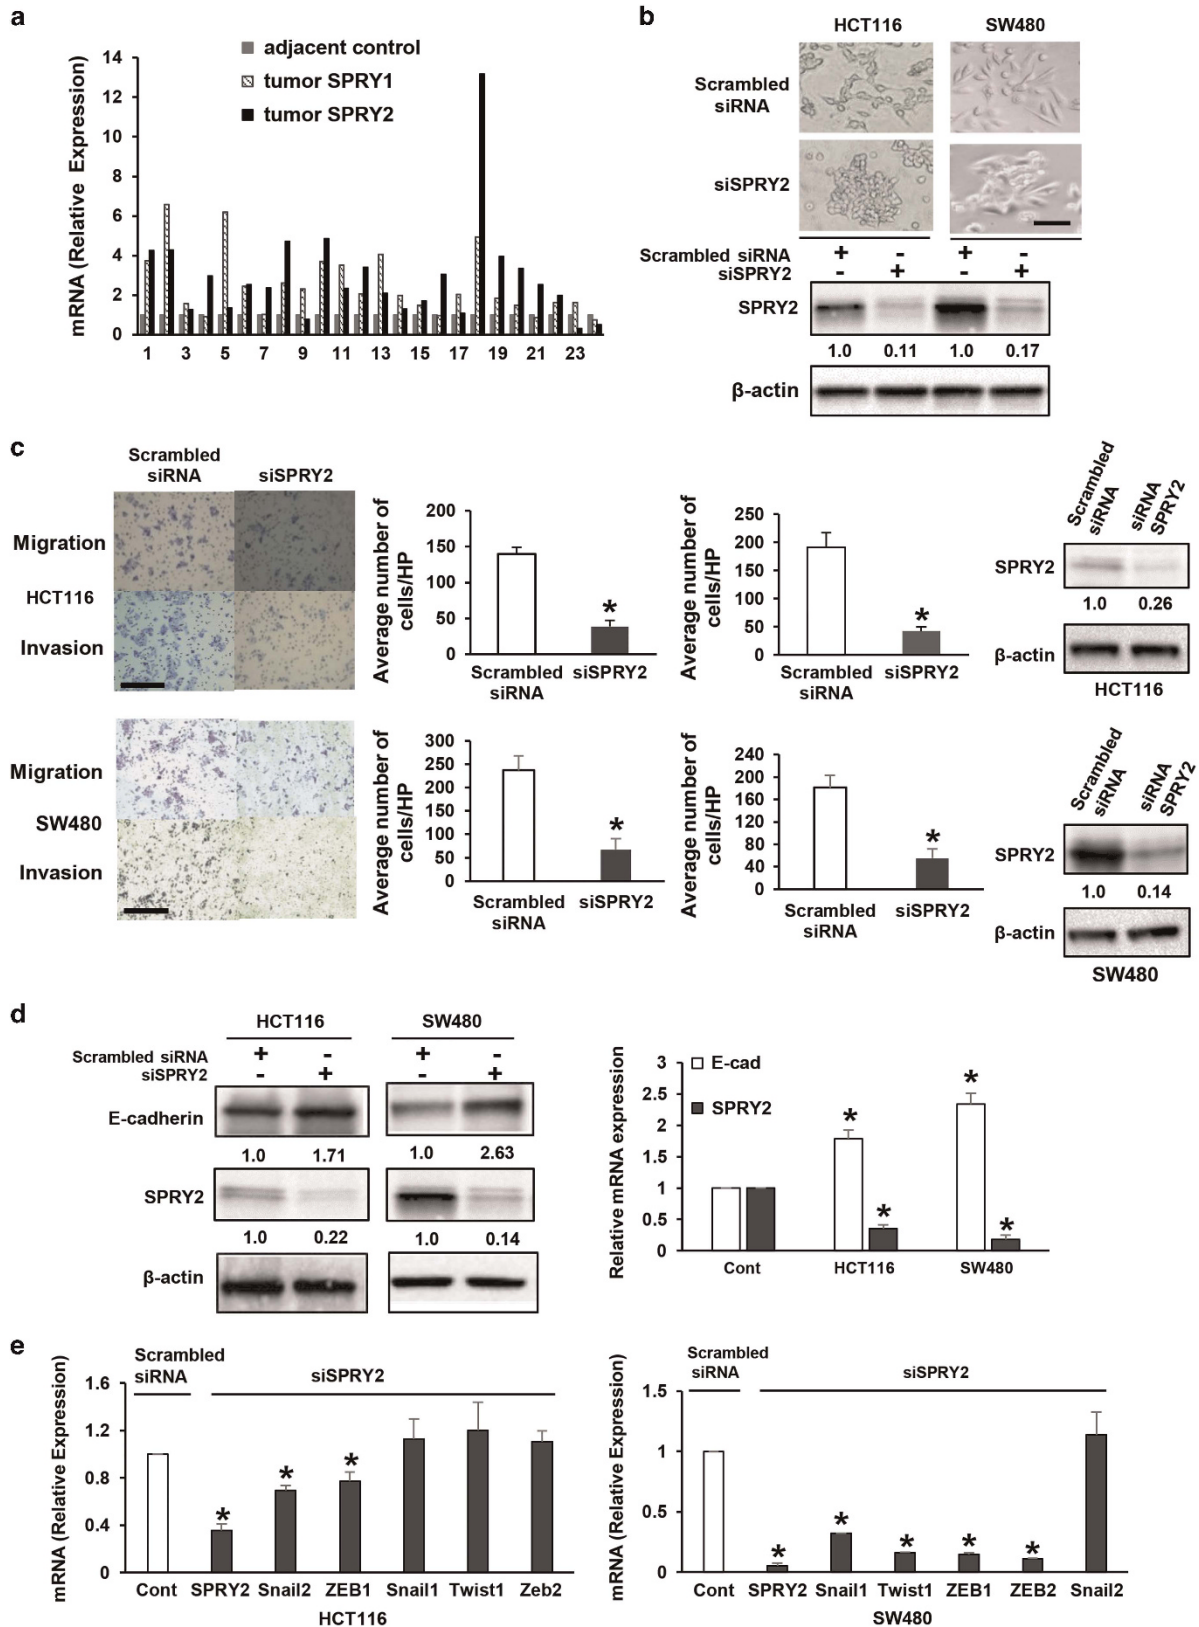 a
adjacent control
tumor SPRY1
tumor SPRY2
mRNA (Relative Expression)
14
12
10
8
6
4
2
0
1 3 5 7 9 11 13 15 17 19 21 23
b
HCT116 SW480
Scrambled
siRNA
siSPRY2
Scrambled siRNA + - + -
siSPRY2 - + - +
SPRY2
1.0 0.11 1.0 0.17
β-actin
c
Scrambled
siRNA siSPRY2
Migration
HCT116
Invasion
Average number of
cells/HP
200
150
100
50
0
*
Scrambled
siRNA siSPRY2
Average number of
cells/HP
250
200
150
100
50
0
*
Scrambled
siRNA siSPRY2
Scrambled
siRNA
siRNA
SPRY2
SPRY2
1.0 0.26
β-actin
HCT116
Migration
SW480
Invasion
Average number of
cells/HP
300
250
200
150
100
50
0
*
Scrambled
siRNA siSPRY2
Average number of
cells/HP
240
200
160
120
80
40
0
*
Scrambled
siRNA siSPRY2
Scrambled
siRNA
siRNA
SPRY2
SPRY2
1.0 0.14
β-actin
SW480
d
HCT116 SW480
Scrambled siRNA + - + -
siSPRY2 - + - +
E-cadherin
1.0 1.71 1.0 2.63
SPRY2
1.0 0.22 1.0 0.14
β-actin
Relative mRNA expression
3
2.5
2
1.5
1
0.5
0
E-cad
SPRY2
* * * *
Cont HCT116 SW480
e
mRNA (Relative Expression)
Scrambled
siRNA siSPRY2
1.6
1.2
0.8
0.4
0
* * *
Cont SPRY2 Snail2 ZEB1 Snail1 Twist1 Zeb2
HCT116
mRNA (Relative Expression)
Scrambled
siRNA siSPRY2
1.5
1
0.5
0
* * * * *
Cont SPRY2 Snail1 Twist1 ZEB1 ZEB2 Snail2
SW480